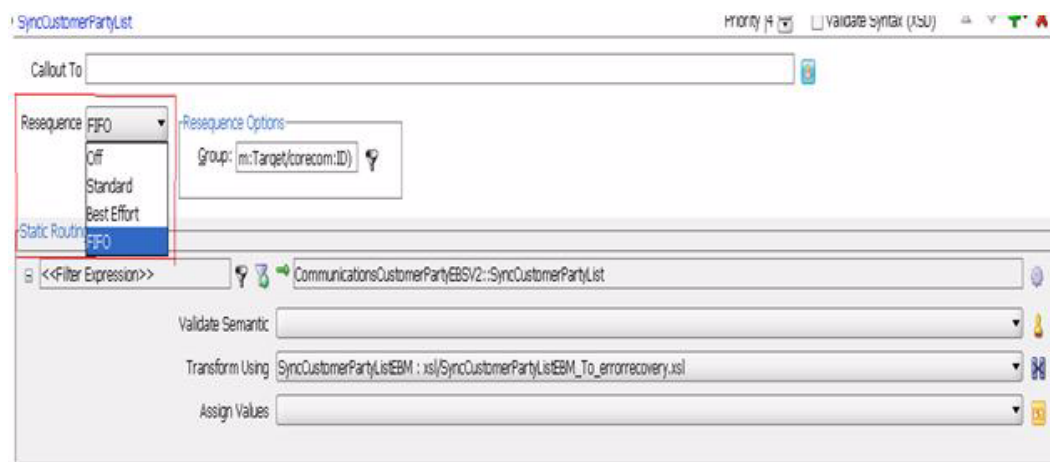 SyncCustomerPartyList
Priority 4 Validate Syntax (XSD)
Callout To
Resequence FIFO
Resequence Options
Group: m:Target/corecom:ID)
Off
Standard
Best Effort
FIFO
Static Routin
<<Filter Expression>> CommunicationsCustomerPartyEBSV2::SyncCustomerPartyList
Validate Semantic
Transform Using SyncCustomerPartyListEBM : xsl/SyncCustomerPartyListEBM_To_errorrecovery.xsl
Assign Values